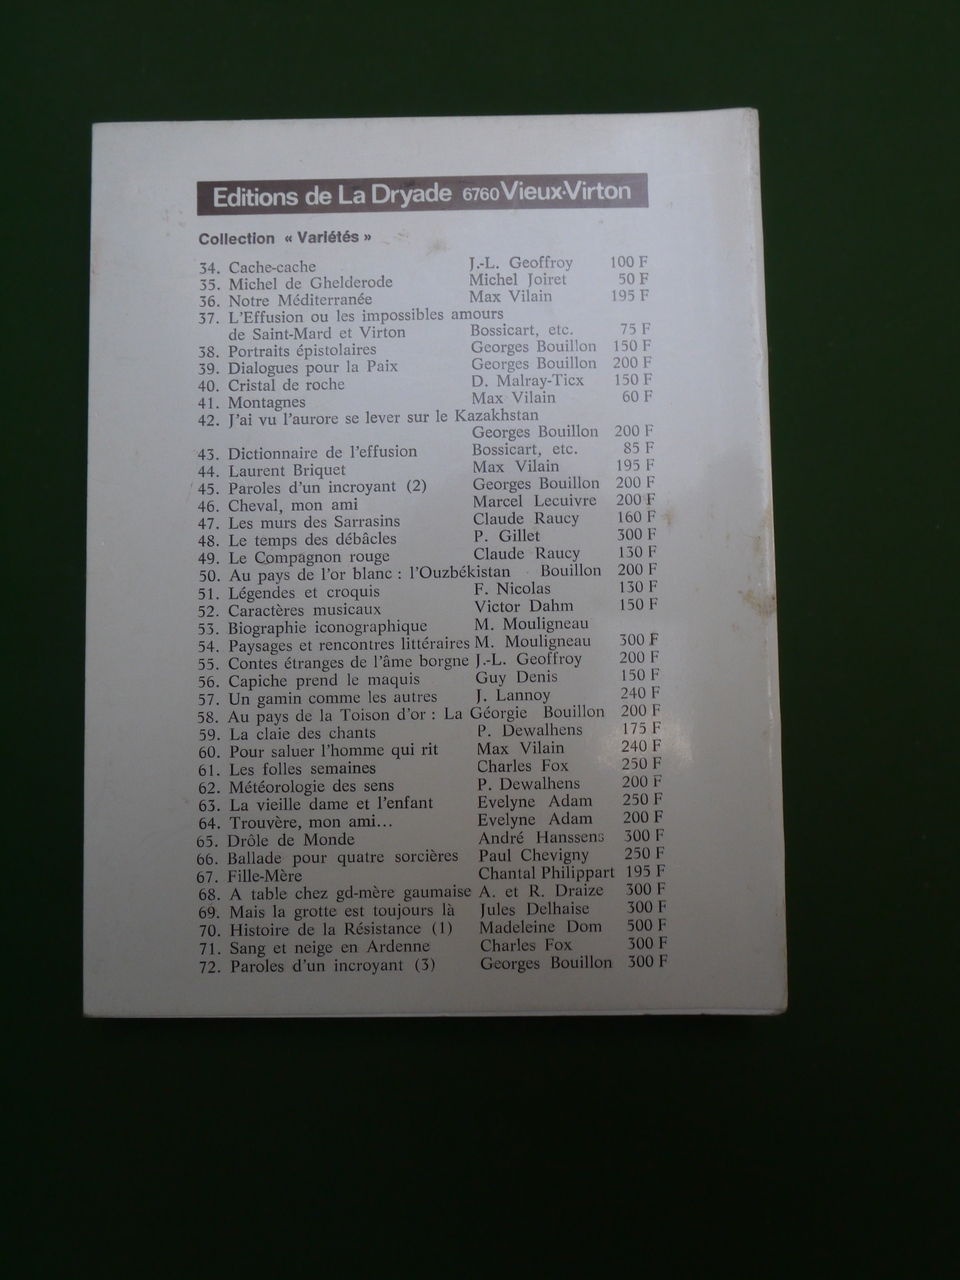 Editions de La Dryade 6760 Vieux-Virton
Collection « Variétés »
34. Cache-cache J.-L. Geoffroy 100 F
35. Michel de Ghelderode Michel Joiret 50 F
36. Notre Méditerranée Max Vilain 195 F
37. L'Effusion ou les impossibles amours
de Saint-Mard et Virton Bossicart, etc. 75 F
38. Portraits épistolaires Georges Bouillon 150 F
39. Dialogues pour la Paix Georges Bouillon 200 F
40. Cristal de roche D. Malray-Ticx 150 F
41. Montagnes Max Vilain 60 F
42. J'ai vu l'aurore se lever sur le Kazakhstan
Georges Bouillon 200 F
43. Dictionnaire de l'effusion Bossicart, etc. 85 F
44. Laurent Briquet Max Vilain 195 F
45. Paroles d'un incroyant (2) Georges Bouillon 200 F
46. Cheval, mon ami Marcel Lecuivre 200 F
47. Les murs des Sarrasins Claude Raucy 160 F
48. Le temps des débâcles P. Gillet 300 F
49. Le Compagnon rouge Claude Raucy 130 F
50. Au pays de l'or blanc : l'Ouzbékistan Bouillon 200 F
51. Légendes et croquis F. Nicolas 130 F
52. Caractères musicaux Victor Dahm 150 F
53. Biographie iconographique M. Mouligneau
54. Paysages et rencontres littéraires M. Mouligneau 300 F
55. Contes étranges de l'âme borgne J.-L. Geoffroy 200 F
56. Capiche prend le maquis Guy Denis 150 F
57. Un gamin comme les autres J. Lannoy 240 F
58. Au pays de la Toison d'or : La Géorgie Bouillon 200 F
59. La claie des chants P. Dewalhens 175 F
60. Pour saluer l'homme qui rit Max Vilain 240 F
61. Les folles semaines Charles Fox 250 F
62. Météorologie des sens P. Dewalhens 200 F
63. La vieille dame et l'enfant Evelyne Adam 250 F
64. Trouvère, mon ami... Evelyne Adam 200 F
65. Drôle de Monde André Hanssens 300 F
66. Ballade pour quatre sorcières Paul Chevigny 250 F
67. Fille-Mère Chantal Philippart 195 F
68. A table chez gd-mère gaumaise A. et R. Draize 300 F
69. Mais la grotte est toujours là Jules Delhaise 300 F
70. Histoire de la Résistance (1) Madeleine Dom 500 F
71. Sang et neige en Ardenne Charles Fox 300 F
72. Paroles d'un incroyant (3) Georges Bouillon 300 F